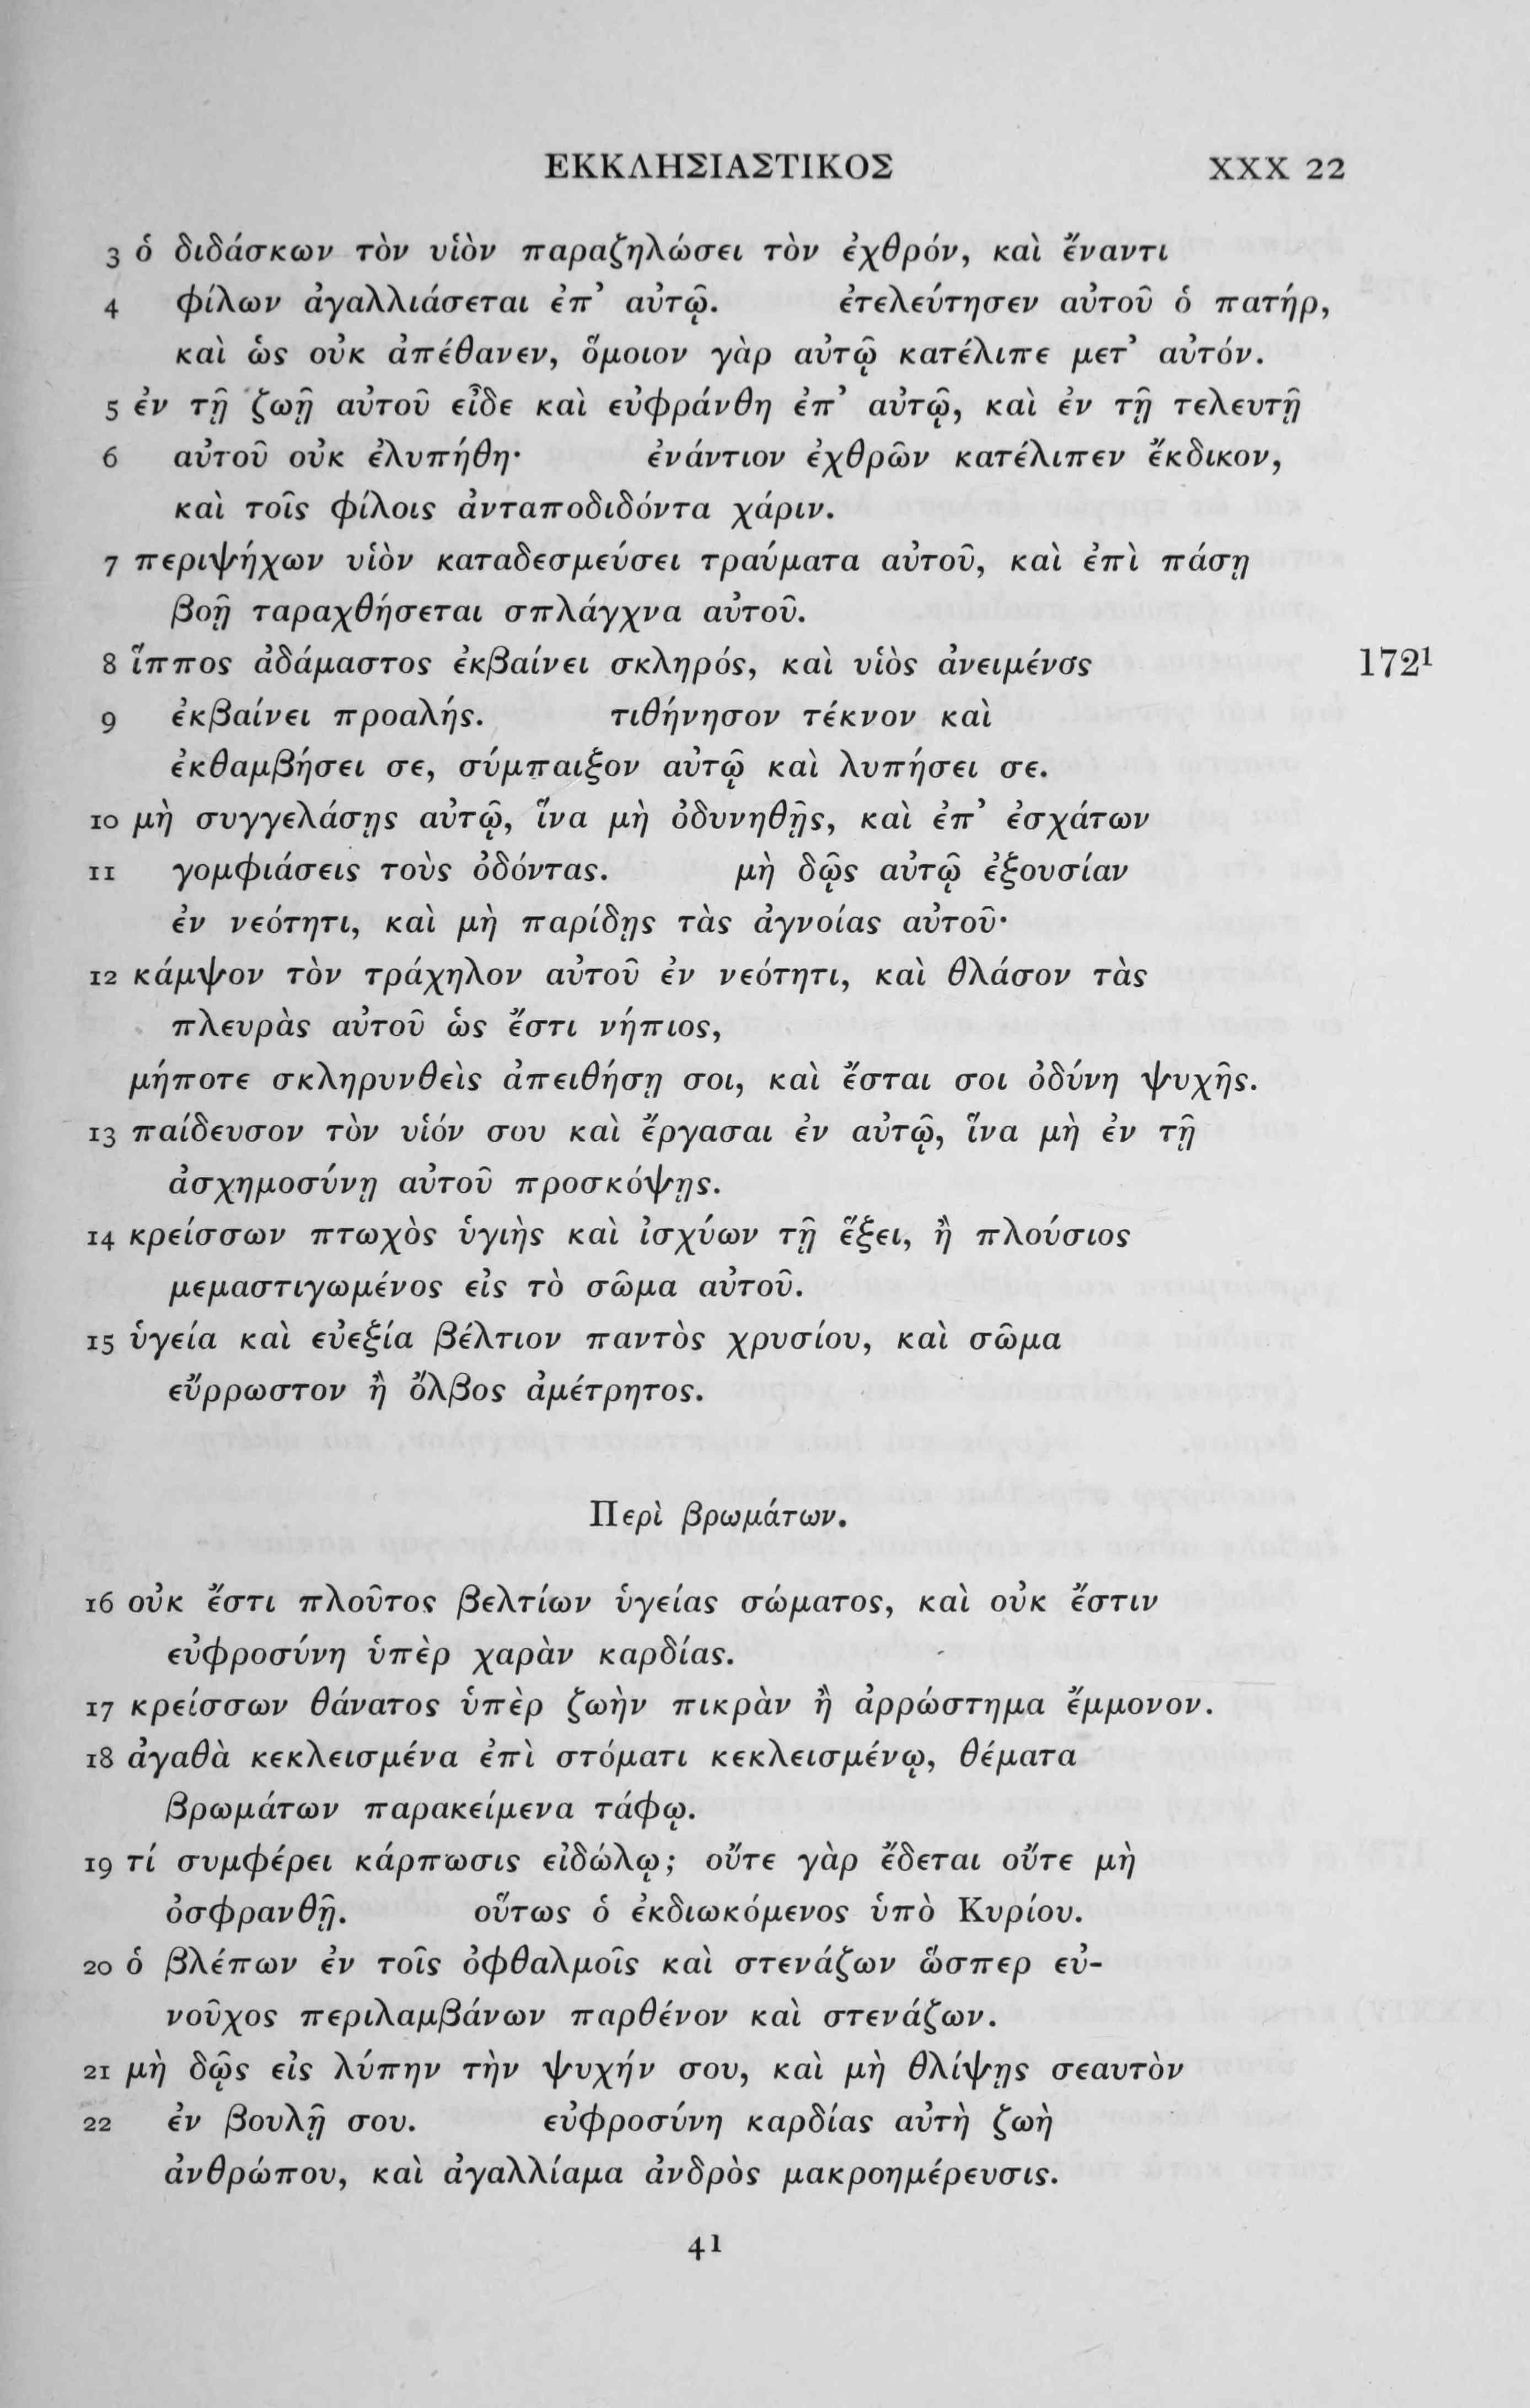 ΕΚΚΛΗΣΙΑΣΤΙΚΟΣ XXX 22
3 ὁ διδάσκων τὸν υἱὸν παραζηλώσει τὸν ἐχθρόν, καὶ ἔναντι
4 φίλων ἀγαλλιάσεται ἐπ’ αὐτῷ. ἐτελεύτησεν αὐτοῦ ὁ πατήρ,
καὶ ὡς οὐκ ἀπέθανεν, ὅμοιον γὰρ αὐτῷ κατέλιπε μετ’ αὐτόν.
5 ἐν τῇ ζωῇ αὐτοῦ εἶδε καὶ εὐφράνθη ἐπ’ αὐτῷ, καὶ ἐν τῇ τελευτῇ
6 αὐτοῦ οὐκ ἐλυπήθη· ἐνάντιον ἐχθρῶν κατέλιπεν ἔκδικον,
καὶ τοῖς φίλοις ἀνταποδιδόντα χάριν.
7 περιψήχων υἱὸν καταδεσμεύσει τραύματα αὐτοῦ, καὶ ἐπὶ πάσῃ
βοῇ ταραχθήσεται σπλάγχνα αὐτοῦ.
8 ἵππος ἀδάμαστος ἐκβαίνει σκληρός, καὶ υἱὸς ἀνειμένος 172¹
9 ἐκβαίνει προαλής. τιθήνησον τέκνον καὶ
ἐκθαμβήσει σε, σύμπαιξον αὐτῷ καὶ λυπήσει σε.
10 μὴ συγγελάσῃς αὐτῷ, ἵνα μὴ ὀδυνηθῇς, καὶ ἐπ’ ἐσχάτων
11 γομφιάσεις τοὺς ὀδόντας. μὴ δῷς αὐτῷ ἐξουσίαν
ἐν νεότητι, καὶ μὴ παρίδῃς τὰς ἀγνοίας αὐτοῦ·
12 κάμψον τὸν τράχηλον αὐτοῦ ἐν νεότητι, καὶ θλάσον τὰς
πλευρὰς αὐτοῦ ὡς ἔστι νήπιος,
μήποτε σκληρυνθεὶς ἀπειθήσῃ σοι, καὶ ἔσται σοι ὀδύνη ψυχῆς.
13 παίδευσον τὸν υἱόν σου καὶ ἔργασαι ἐν αὐτῷ, ἵνα μὴ ἐν τῇ
ἀσχημοσύνῃ αὐτοῦ προσκόψῃς.
14 κρείσσων πτωχὸς ὑγιὴς καὶ ἰσχύων τῇ ἕξει, ἢ πλούσιος
μεμαστιγωμένος εἰς τὸ σῶμα αὐτοῦ.
15 ὑγεία καὶ εὐεξία βέλτιον παντὸς χρυσίου, καὶ σῶμα
εὔρρωστον ἢ ὄλβος ἀμέτρητος.
Περὶ βρωμάτων.
16 οὐκ ἔστι πλοῦτος βελτίων ὑγείας σώματος, καὶ οὐκ ἔστιν
εὐφροσύνη ὑπὲρ χαρὰν καρδίας.
17 κρείσσων θάνατος ὑπὲρ ζωὴν πικρὰν ἢ ἀρρώστημα ἔμμονον.
18 ἀγαθὰ κεκλεισμένα ἐπὶ στόματι κεκλεισμένῳ, θέματα
βρωμάτων παρακείμενα τάφῳ.
19 τί συμφέρει κάρπωσις εἰδώλῳ; οὔτε γὰρ ἔδεται οὔτε μὴ
ὀσφρανθῇ. οὕτως ὁ ἐκδιωκόμενος ὑπὸ Κυρίου.
20 ὁ βλέπων ἐν τοῖς ὀφθαλμοῖς καὶ στενάζων ὥσπερ εὐ-
νοῦχος περιλαμβάνων παρθένον καὶ στενάζων.
21 μὴ δῷς εἰς λύπην τὴν ψυχήν σου, καὶ μὴ θλίψῃς σεαυτὸν
22 ἐν βουλῇ σου. εὐφροσύνη καρδίας αὐτὴ ζωὴ
ἀνθρώπου, καὶ ἀγαλλίαμα ἀνδρὸς μακροημέρευσις.
41